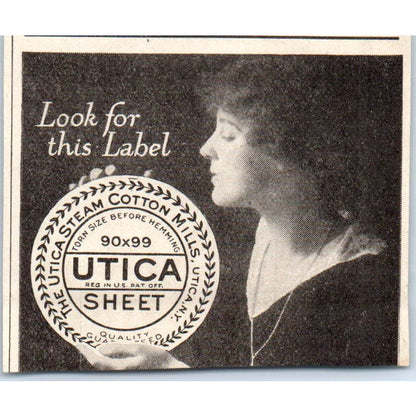 Look for
this Label
THE UTICA STEAM COTTON MILLS, UTICA, N.Y.
TORN SIZE BEFORE HEMMING
90x99
UTICA
REG IN U.S. PAT OFF.
SHEET
QUALITY
GUARANTEED